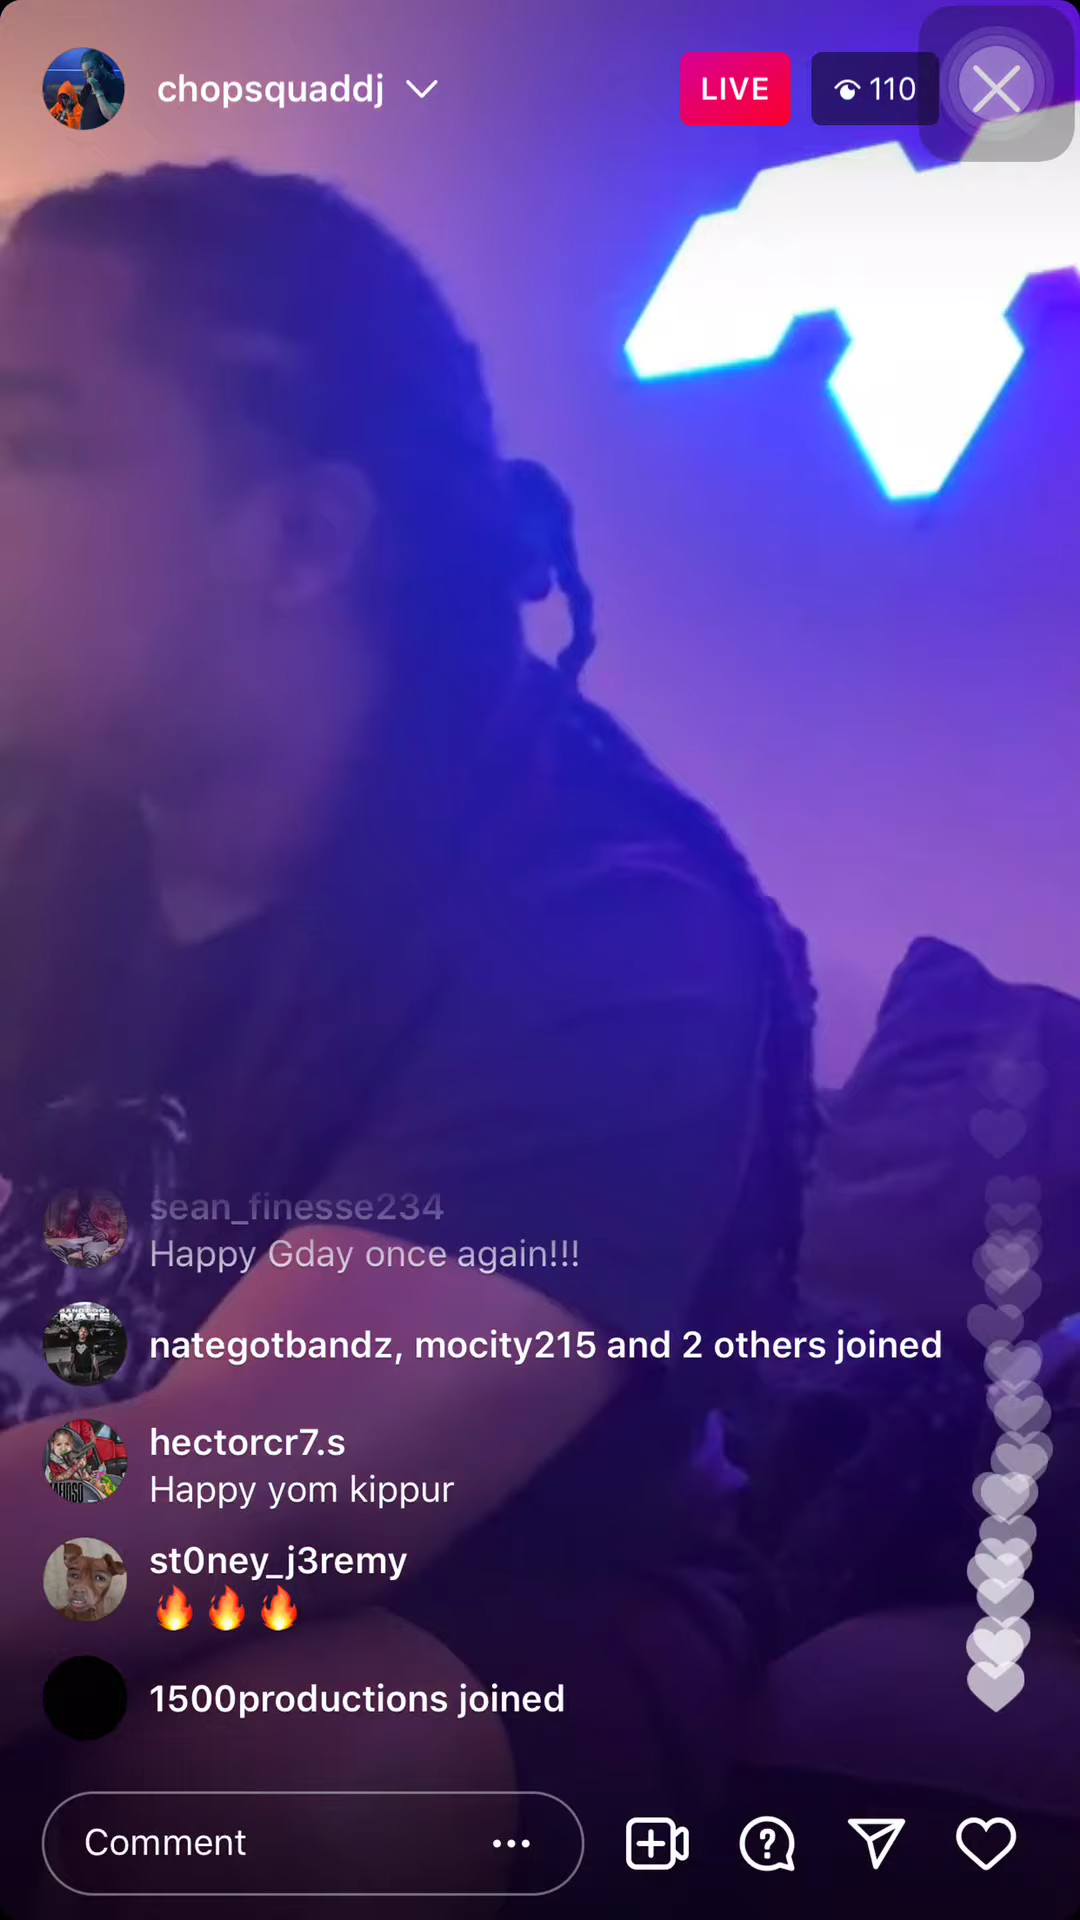 chopsquaddj
LIVE
110
sean_finesse234
Happy Gday once again!!!
NATE
nategotbandz, mocity215 and 2 others joined
hectorcr7.s
Happy yom kippur
st0ney_j3remy
🔥🔥🔥
1500productions joined
Comment